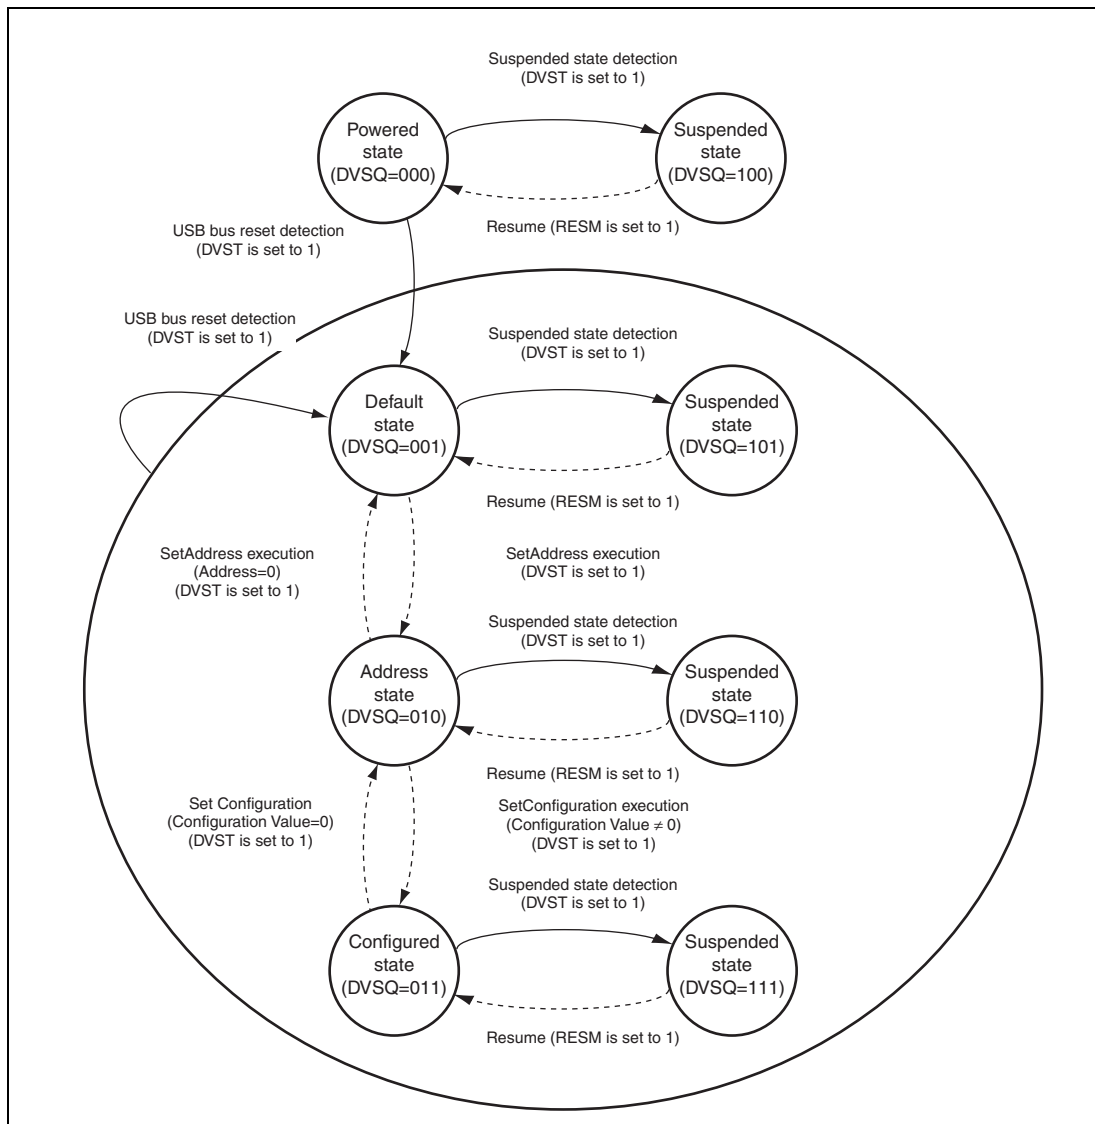 Suspended state detection
(DVST is set to 1)
Powered
state
(DVSQ=000)
Suspended
state
(DVSQ=100)
USB bus reset detection
(DVST is set to 1)
Resume (RESM is set to 1)
USB bus reset detection
(DVST is set to 1)
Suspended state detection
(DVST is set to 1)
Default
state
(DVSQ=001)
Suspended
state
(DVSQ=101)
Resume (RESM is set to 1)
SetAddress execution
(Address=0)
(DVST is set to 1)
SetAddress execution
(DVST is set to 1)
Suspended state detection
(DVST is set to 1)
Address
state
(DVSQ=010)
Suspended
state
(DVSQ=110)
Resume (RESM is set to 1)
Set Configuration
(Configuration Value=0)
(DVST is set to 1)
SetConfiguration execution
(Configuration Value ≠ 0)
(DVST is set to 1)
Suspended state detection
(DVST is set to 1)
Configured
state
(DVSQ=011)
Suspended
state
(DVSQ=111)
Resume (RESM is set to 1)